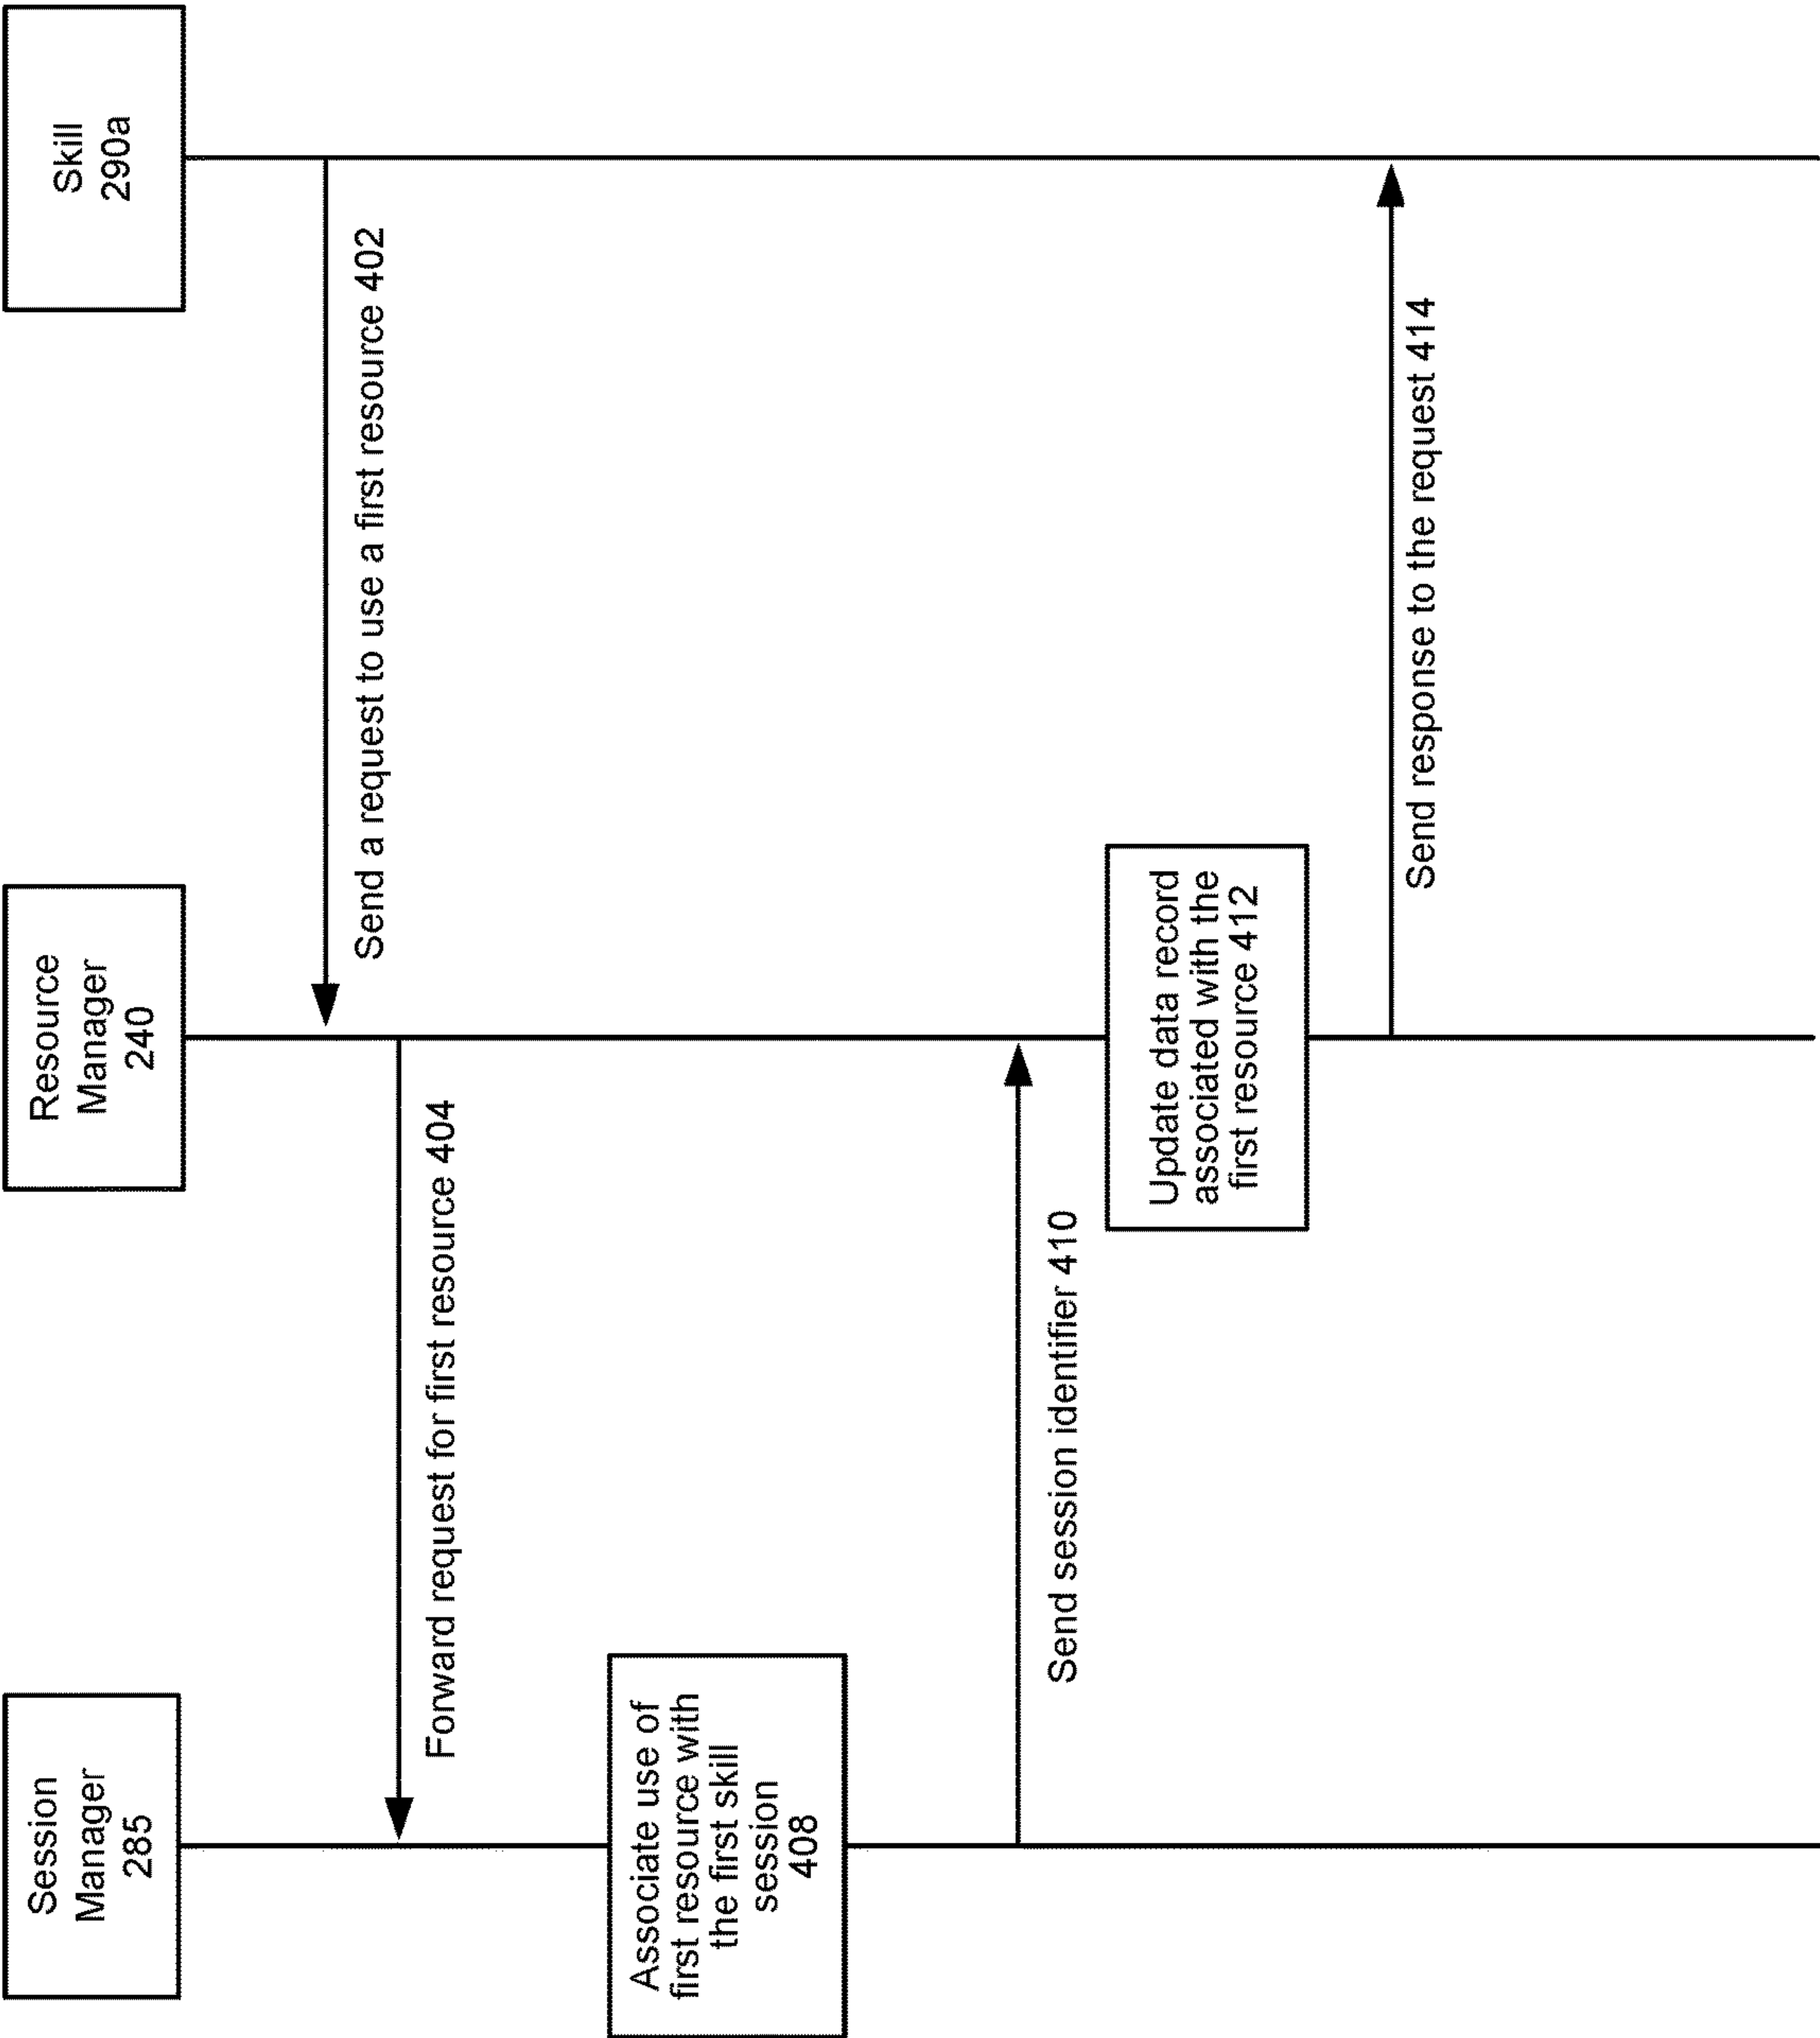 Session
Manager
285
Resource
Manager
240
Skill
290a
Send a request to use a first resource 402
Forward request for first resource 404
Associate use of
first resource with
the first skill
session
408
Send session identifier 410
Update data record
associated with the
first resource 412
Send response to the request 414